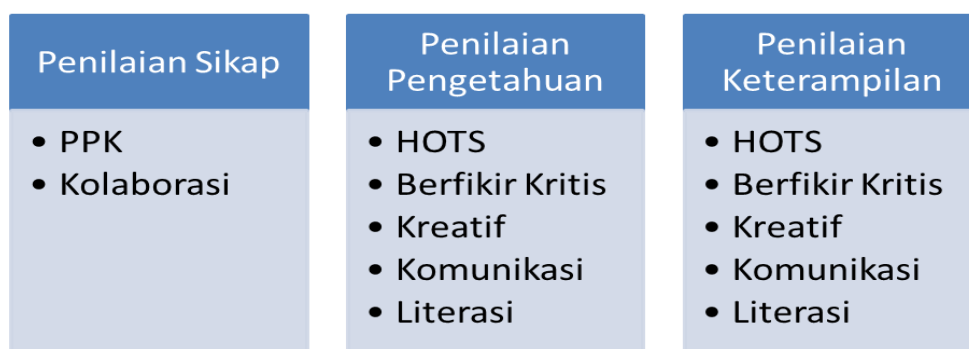 Penilaian Sikap
• PPK
• Kolaborasi
Penilaian
Pengetahuan
• HOTS
• Berfikir Kritis
• Kreatif
• Komunikasi
• Literasi
Penilaian
Keterampilan
• HOTS
• Berfikir Kritis
• Kreatif
• Komunikasi
• Literasi